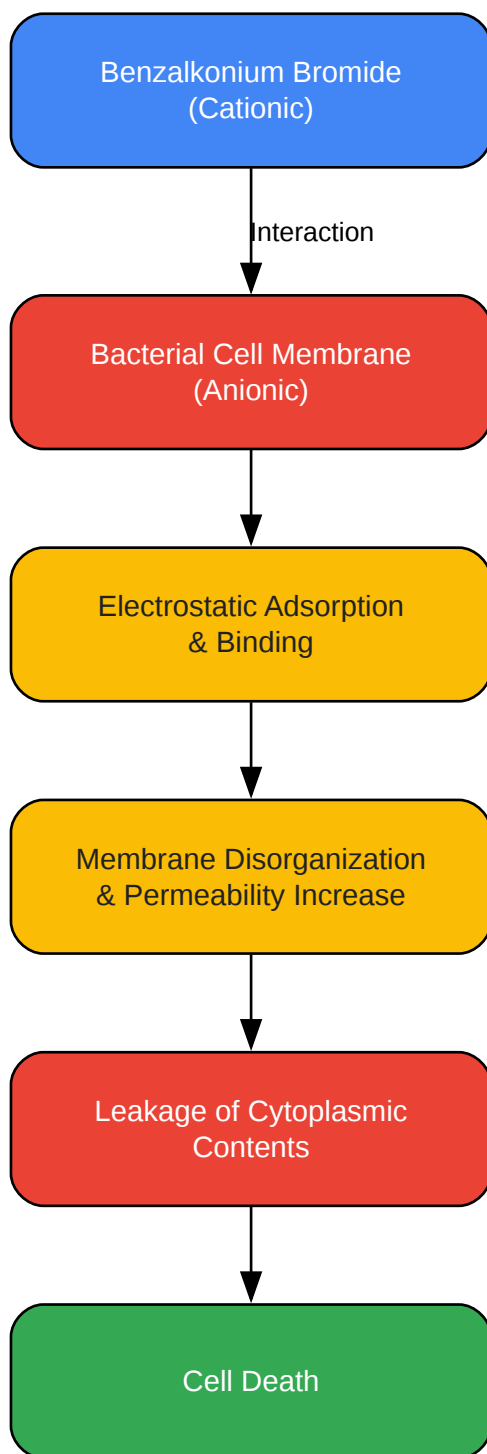 Benzalkonium Bromide
(Cationic)
Interaction
Bacterial Cell Membrane
(Anionic)
Electrostatic Adsorption
& Binding
Membrane Disorganization
& Permeability Increase
Leakage of Cytoplasmic
Contents
Cell Death